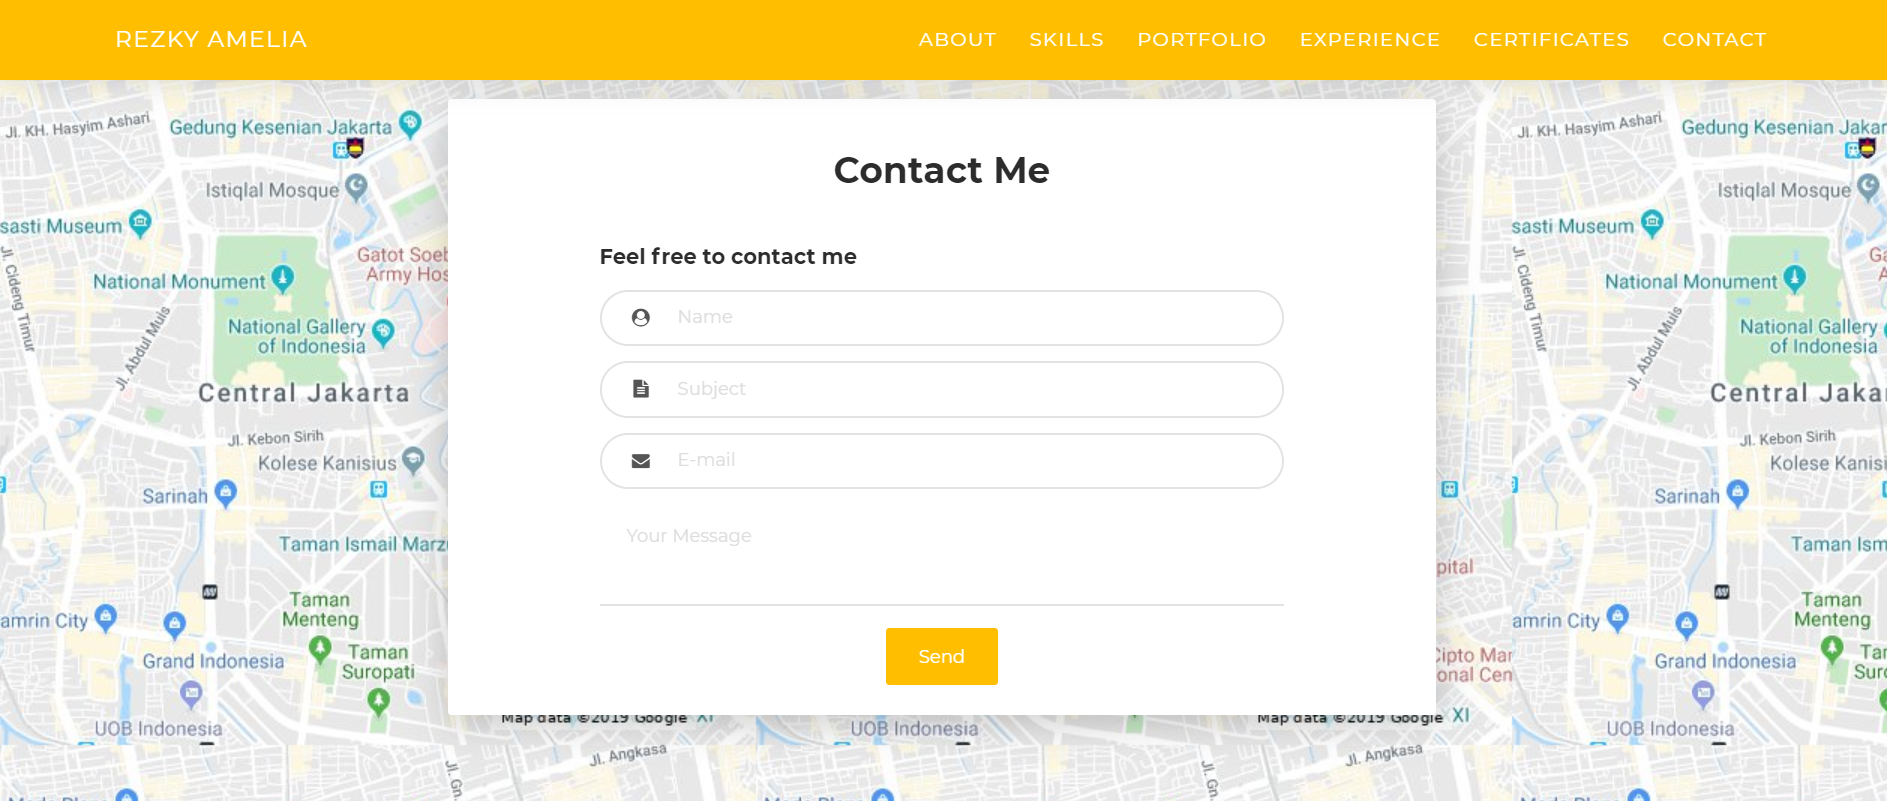 REZKY AMELIA
ABOUT SKILLS PORTFOLIO EXPERIENCE CERTIFICATES CONTACT
Contact Me
Feel free to contact me
Name
Subject
E-mail
Your Message
Send
Jl. KH. Hasyim Ashari
Gedung Kesenian Jakarta
Istiqlal Mosque
sasti Museum
Jl. Cideng Timur
Gatot Soeb
Army Hos
National Monument
National Gallery
of Indonesia
Jl. Abdul Muis
Central Jakarta
Jl. Kebon Sirih
Kolese Kanisius
Sarinah
Taman Ismail Marzu
Taman
Menteng
amrin City
Grand Indonesia
Taman
Suropati
UOB Indonesia
Jl. KH. Hasyim Ashari
Gedung Kesenian Jakar
Istiqlal Mosque
sasti Museum
Jl. Cideng Timur
National Monument
National Gallery
of Indonesia
Jl. Abdul Muis
Central Jaka
Jl. Kebon Sirih
Kolese Kanisi
Sarinah
Taman Ism
pital
Taman
Menteng
amrin City
Cipto Mar
onal Cen
Grand Indonesia
UOB Indonesia
Map data ©2019 Google
UOB Indonesia
Map data ©2019 Google
Jl. Angkasa
Jl. Angkasa
Jl. Gn.
Jl. Gn.